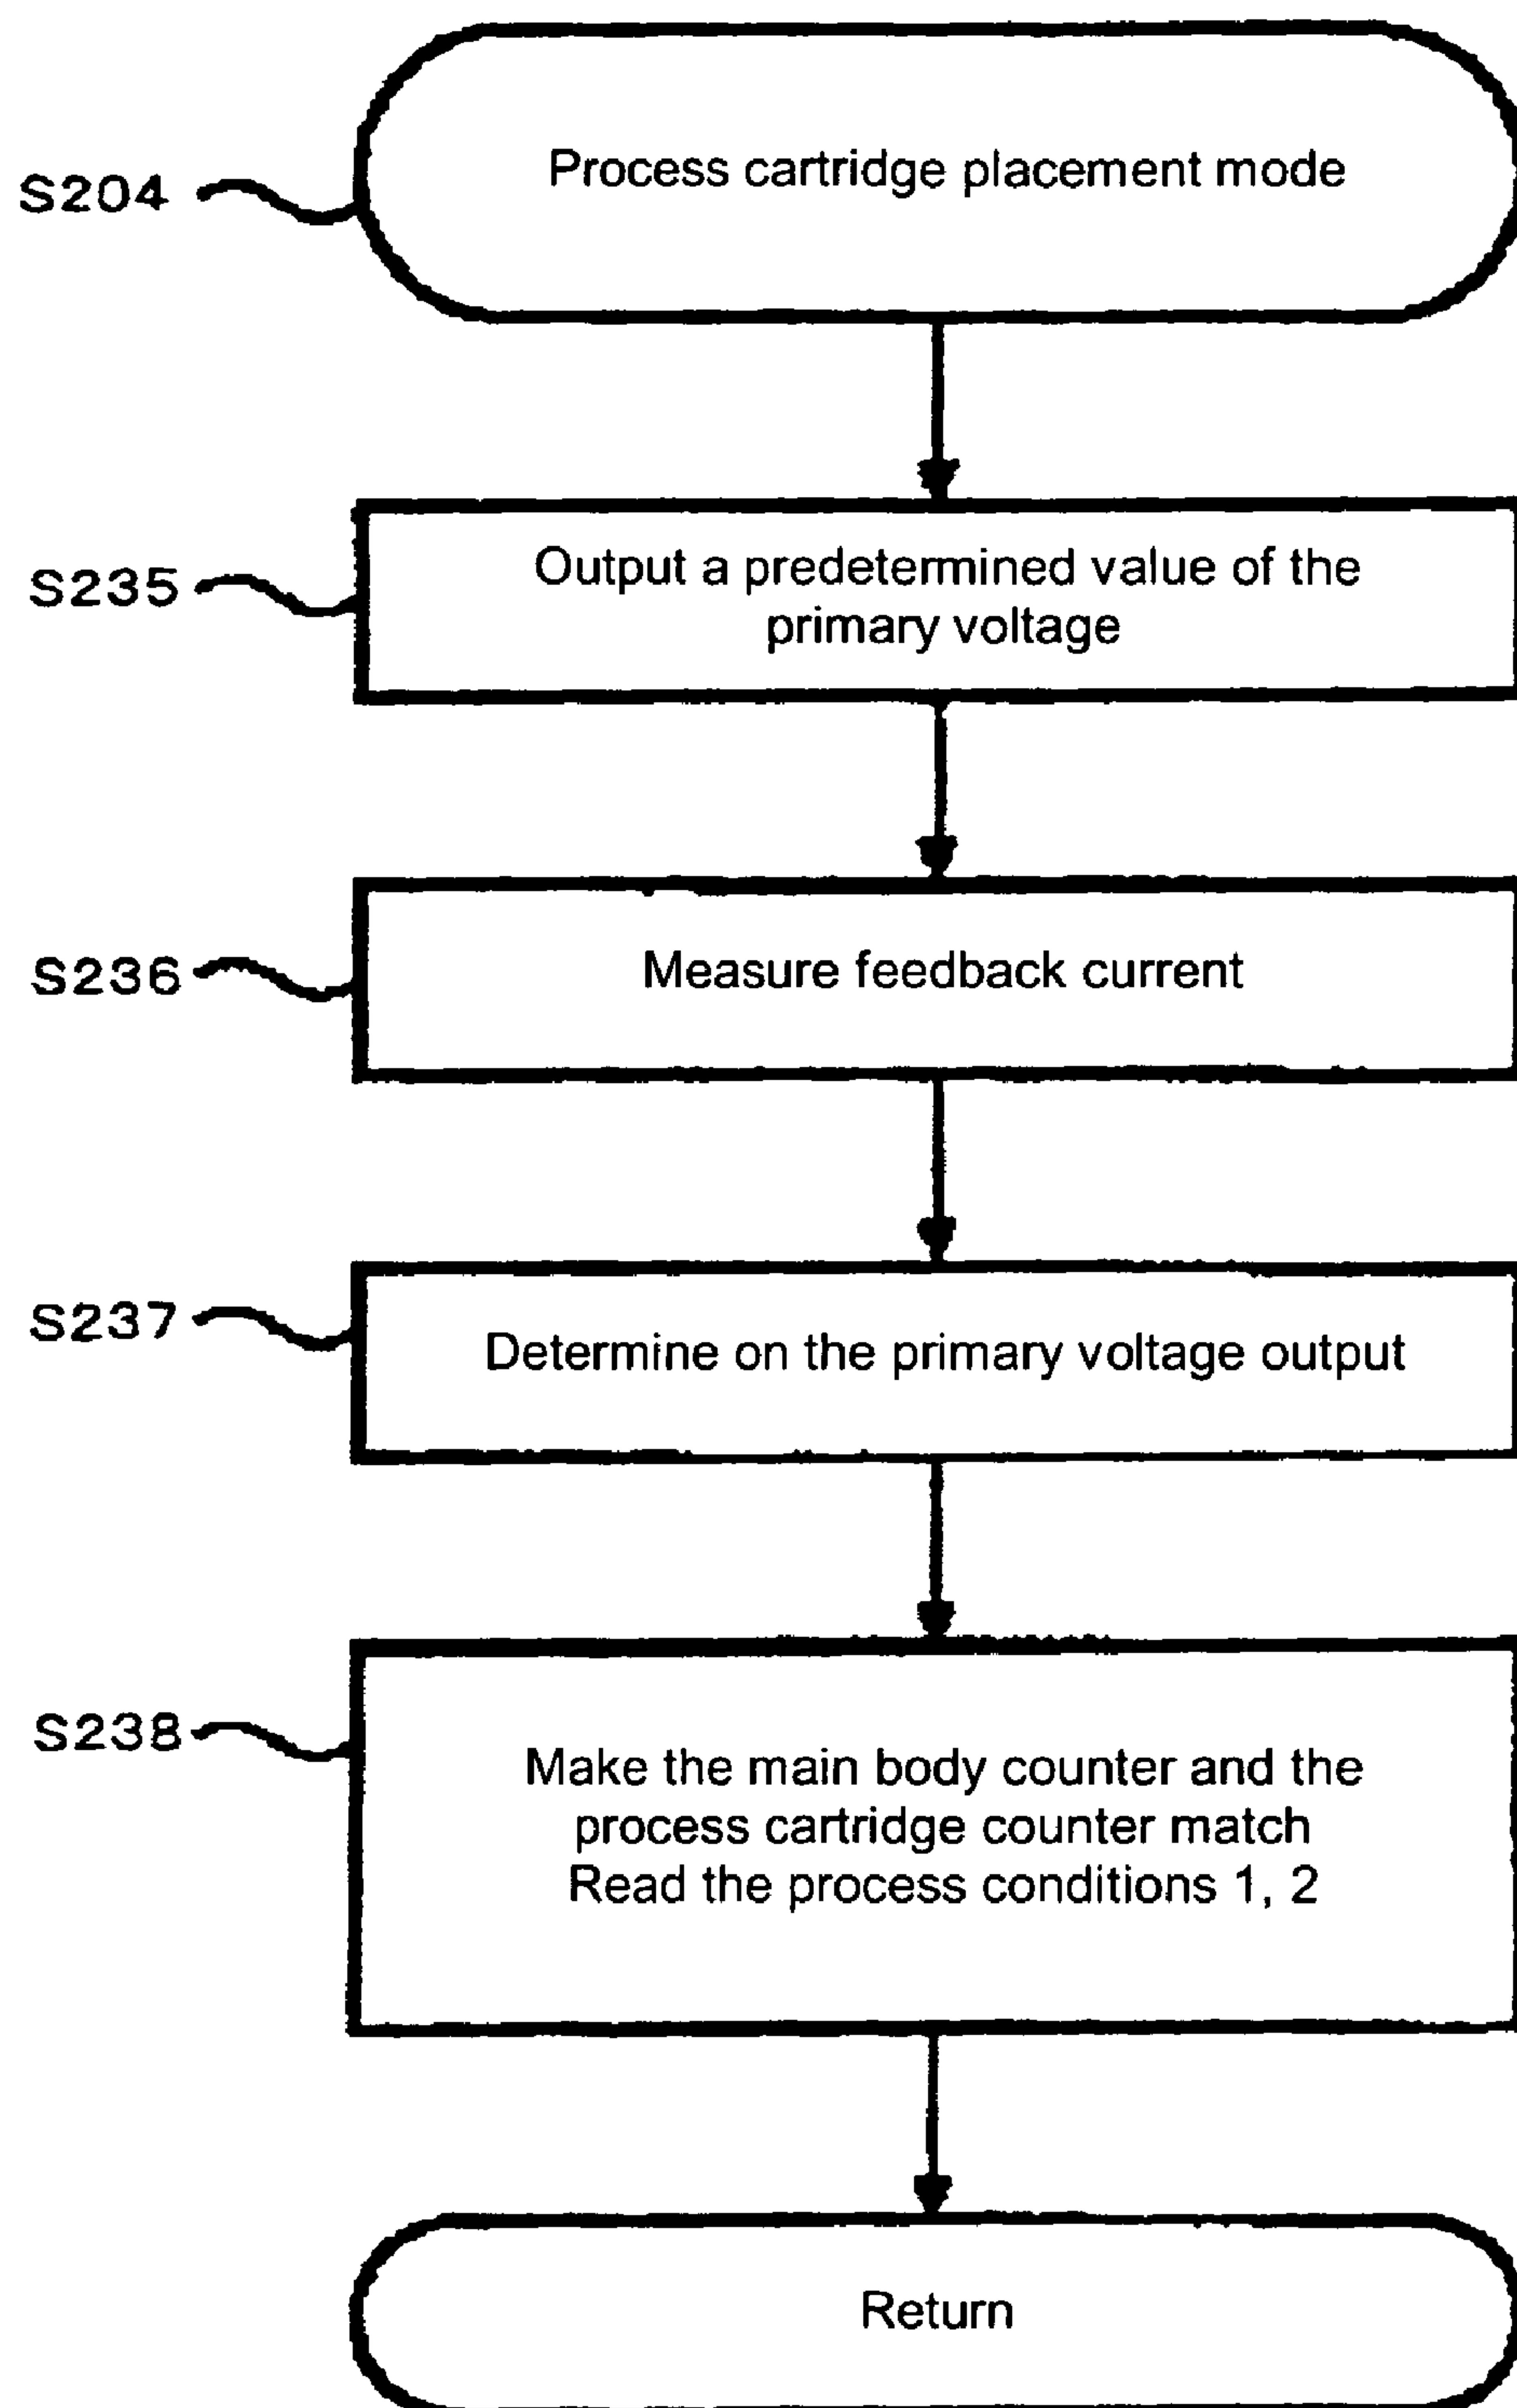 S204
Process cartridge placement mode
S235
Output a predetermined value of the
primary voltage
S236
Measure feedback current
S237
Determine on the primary voltage output
S238
Make the main body counter and the
process cartridge counter match
Read the process conditions 1, 2
Return